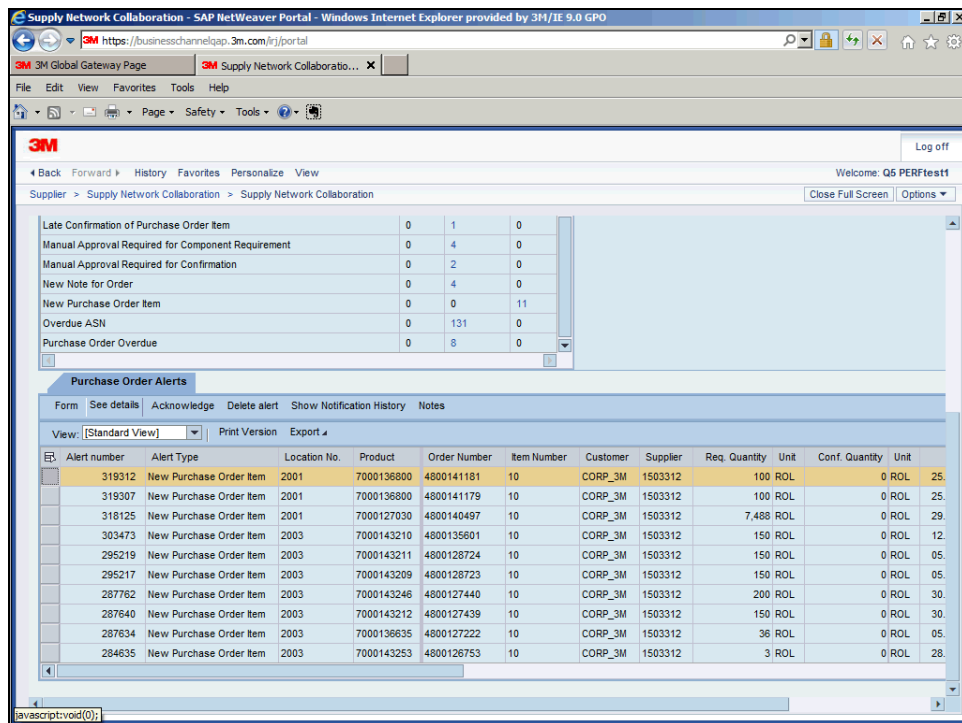 Supply Network Collaboration - SAP NetWeaver Portal - Windows Internet Explorer provided by 3M/IE 9.0 GPO
3M https://businesschannelqap.3m.com/irj/portal
3M 3M Global Gateway Page 3M Supply Network Collaboratio... X
File Edit View Favorites Tools Help
Page Safety Tools
3M Log off
Back Forward History Favorites Personalize View Welcome: Q5 PERFtest1
Supplier > Supply Network Collaboration > Supply Network Collaboration Close Full Screen Options
Late Confirmation of Purchase Order Item 0 1 0
Manual Approval Required for Component Requirement 0 4 0
Manual Approval Required for Confirmation 0 2 0
New Note for Order 0 4 0
New Purchase Order Item 0 0 11
Overdue ASN 0 131 0
Purchase Order Overdue 0 8 0
Purchase Order Alerts
Form See details Acknowledge Delete alert Show Notification History Notes
View: [Standard View] Print Version Export
Alert number Alert Type Location No. Product Order Number Item Number Customer Supplier Req. Quantity Unit Conf. Quantity Unit
319312 New Purchase Order Item 2001 7000136800 4800141181 10 CORP_3M 1503312 100 ROL 0 ROL 25.
319307 New Purchase Order Item 2001 7000136800 4800141179 10 CORP_3M 1503312 100 ROL 0 ROL 25.
318125 New Purchase Order Item 2001 7000127030 4800140497 10 CORP_3M 1503312 7,488 ROL 0 ROL 29.
303473 New Purchase Order Item 2003 7000143210 4800135601 10 CORP_3M 1503312 150 ROL 0 ROL 12.
295219 New Purchase Order Item 2003 7000143211 4800128724 10 CORP_3M 1503312 150 ROL 0 ROL 05.
295217 New Purchase Order Item 2003 7000143209 4800128723 10 CORP_3M 1503312 150 ROL 0 ROL 05.
287762 New Purchase Order Item 2003 7000143246 4800127440 10 CORP_3M 1503312 200 ROL 0 ROL 30.
287640 New Purchase Order Item 2003 7000143212 4800127439 10 CORP_3M 1503312 150 ROL 0 ROL 30.
287634 New Purchase Order Item 2003 7000136635 4800127222 10 CORP_3M 1503312 36 ROL 0 ROL 05.
284635 New Purchase Order Item 2003 7000143253 4800126753 10 CORP_3M 1503312 3 ROL 0 ROL 28.
javascript:void(0);